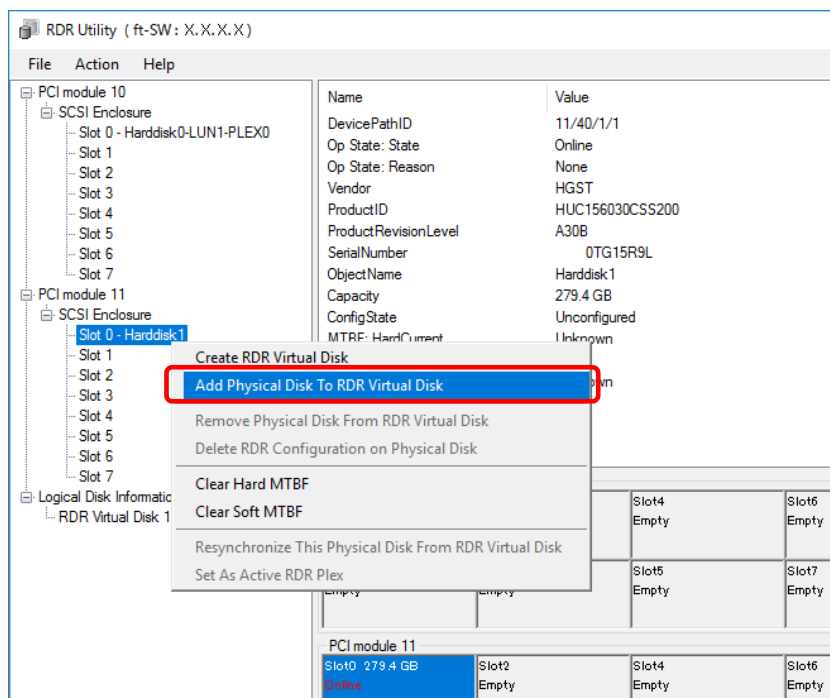 RDR Utility ( ft-SW : X.X.X.X )
File Action Help
PCI module 10
SCSI Enclosure
Slot 0 - Harddisk0-LUN1-PLEX0
Slot 1
Slot 2
Slot 3
Slot 4
Slot 5
Slot 6
Slot 7
PCI module 11
SCSI Enclosure
Slot 0 - Harddisk1
Slot 1
Slot 2
Slot 3
Slot 4
Slot 5
Slot 6
Slot 7
Logical Disk Informatio
RDR Virtual Disk 1
Name Value
DevicePathID 11/40/1/1
Op State: State Online
Op State: Reason None
Vendor HGST
ProductID HUC156030CSS200
ProductRevisionLevel A30B
SerialNumber 0TG15R9L
ObjectName Harddisk1
Capacity 279.4 GB
ConfigState Unconfigured
MTBF: HardCurrent Unknown
Create RDR Virtual Disk
Add Physical Disk To RDR Virtual Disk
Remove Physical Disk From RDR Virtual Disk
Delete RDR Configuration on Physical Disk
Clear Hard MTBF
Clear Soft MTBF
Resynchronize This Physical Disk From RDR Virtual Disk
Set As Active RDR Plex
Slot4 Slot6
Empty Empty
Slot5 Slot7
Empty Empty Empty Empty
PCI module 11
Slot0 279.4 GB Slot2 Slot4 Slot6
Online Empty Empty Empty